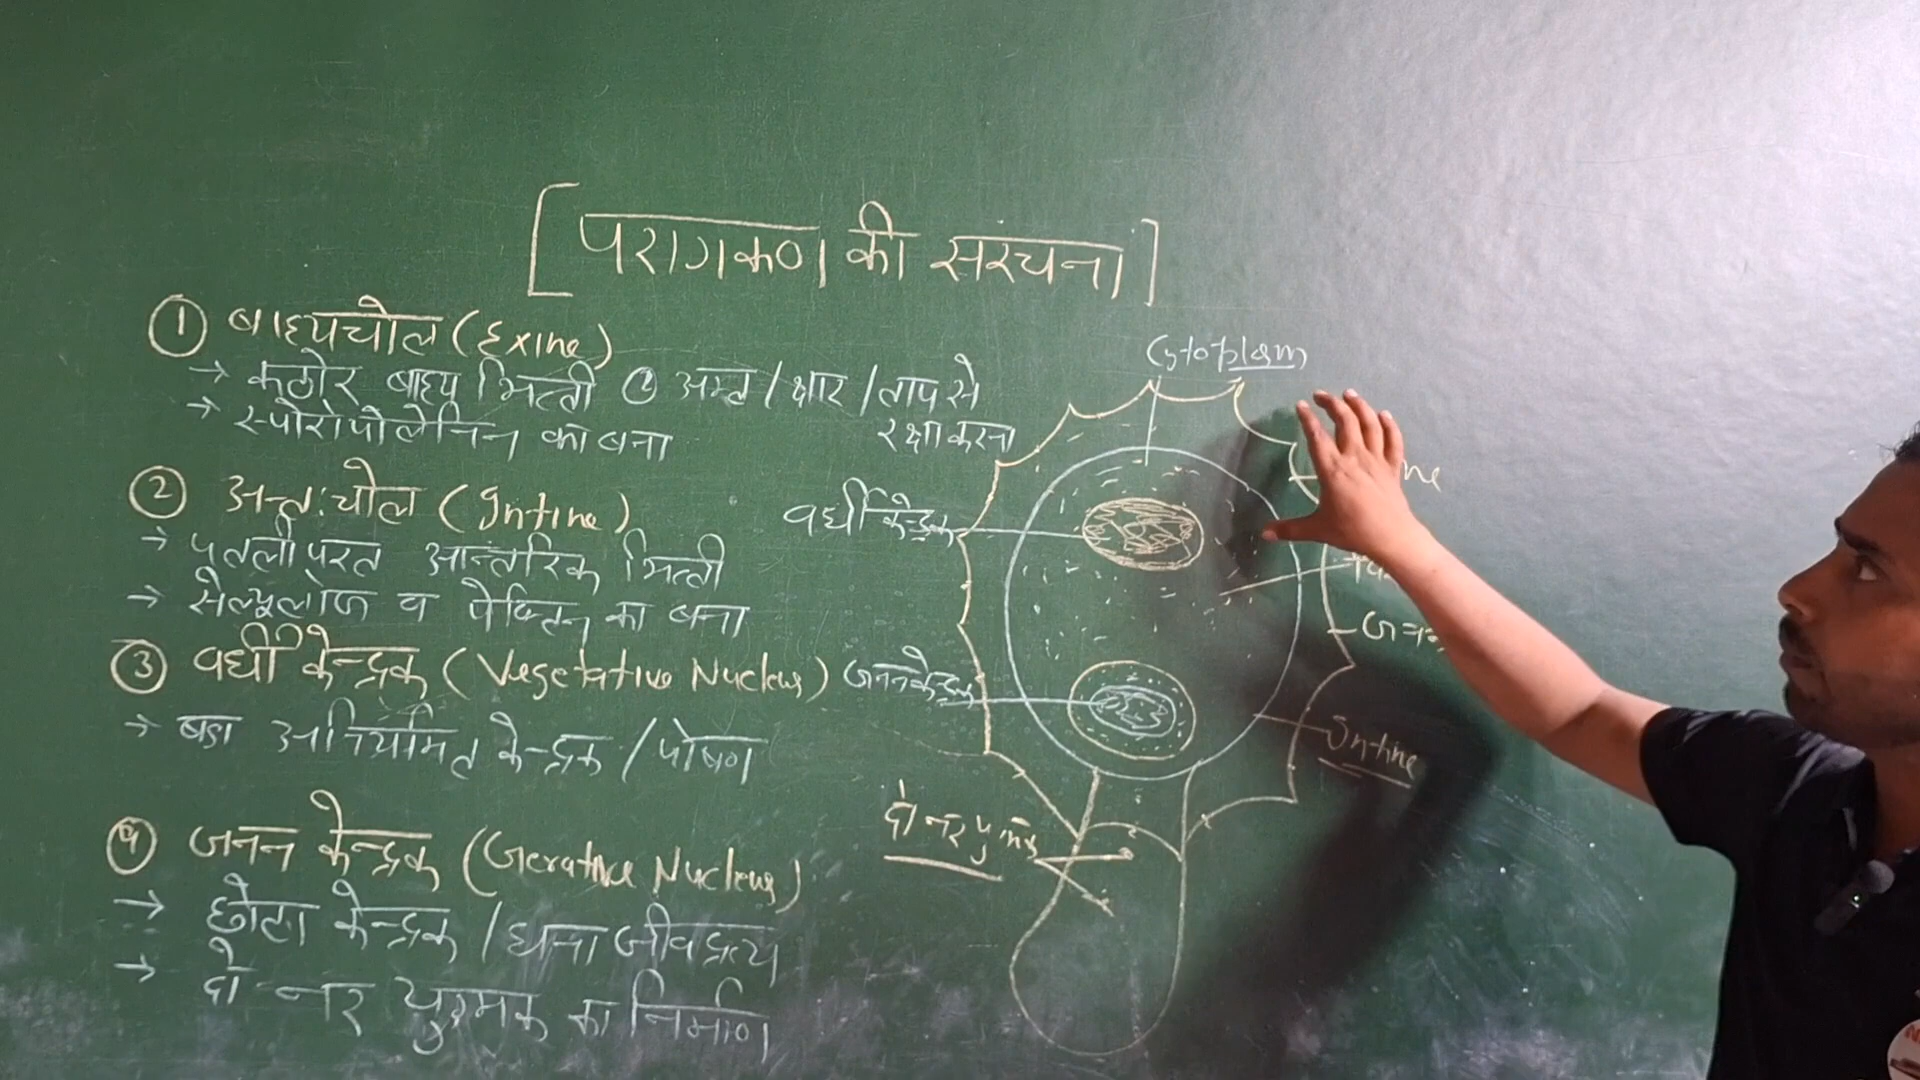 [परागकण की संरचना]
① बाह्यचोल (Exine)
→ कठोर बाह्य भित्ती @ अम्ल / क्षार / ताप से
रक्षा करना
→ स्पोरोपोलेनिन का बना
② अन्तःचोल (Intine)
→ पतली परत आन्तरिक भित्ती
→ सेल्यूलोज व पेक्टिन का बना
③ वर्धी केन्द्रक (Vegetative Nucleus)
→ बडा अनियमित केन्द्रक / पोषण
④ जनन केन्द्रक (Gerative Nucleus)
→ छोटा केन्द्रक / घना जीवद्रव्य
→ दो नर युग्मक का निर्माण
Cytoplasm
वर्धी केन्द्रक
जनन केन्द्रक
Intine
दो नर युग्मक